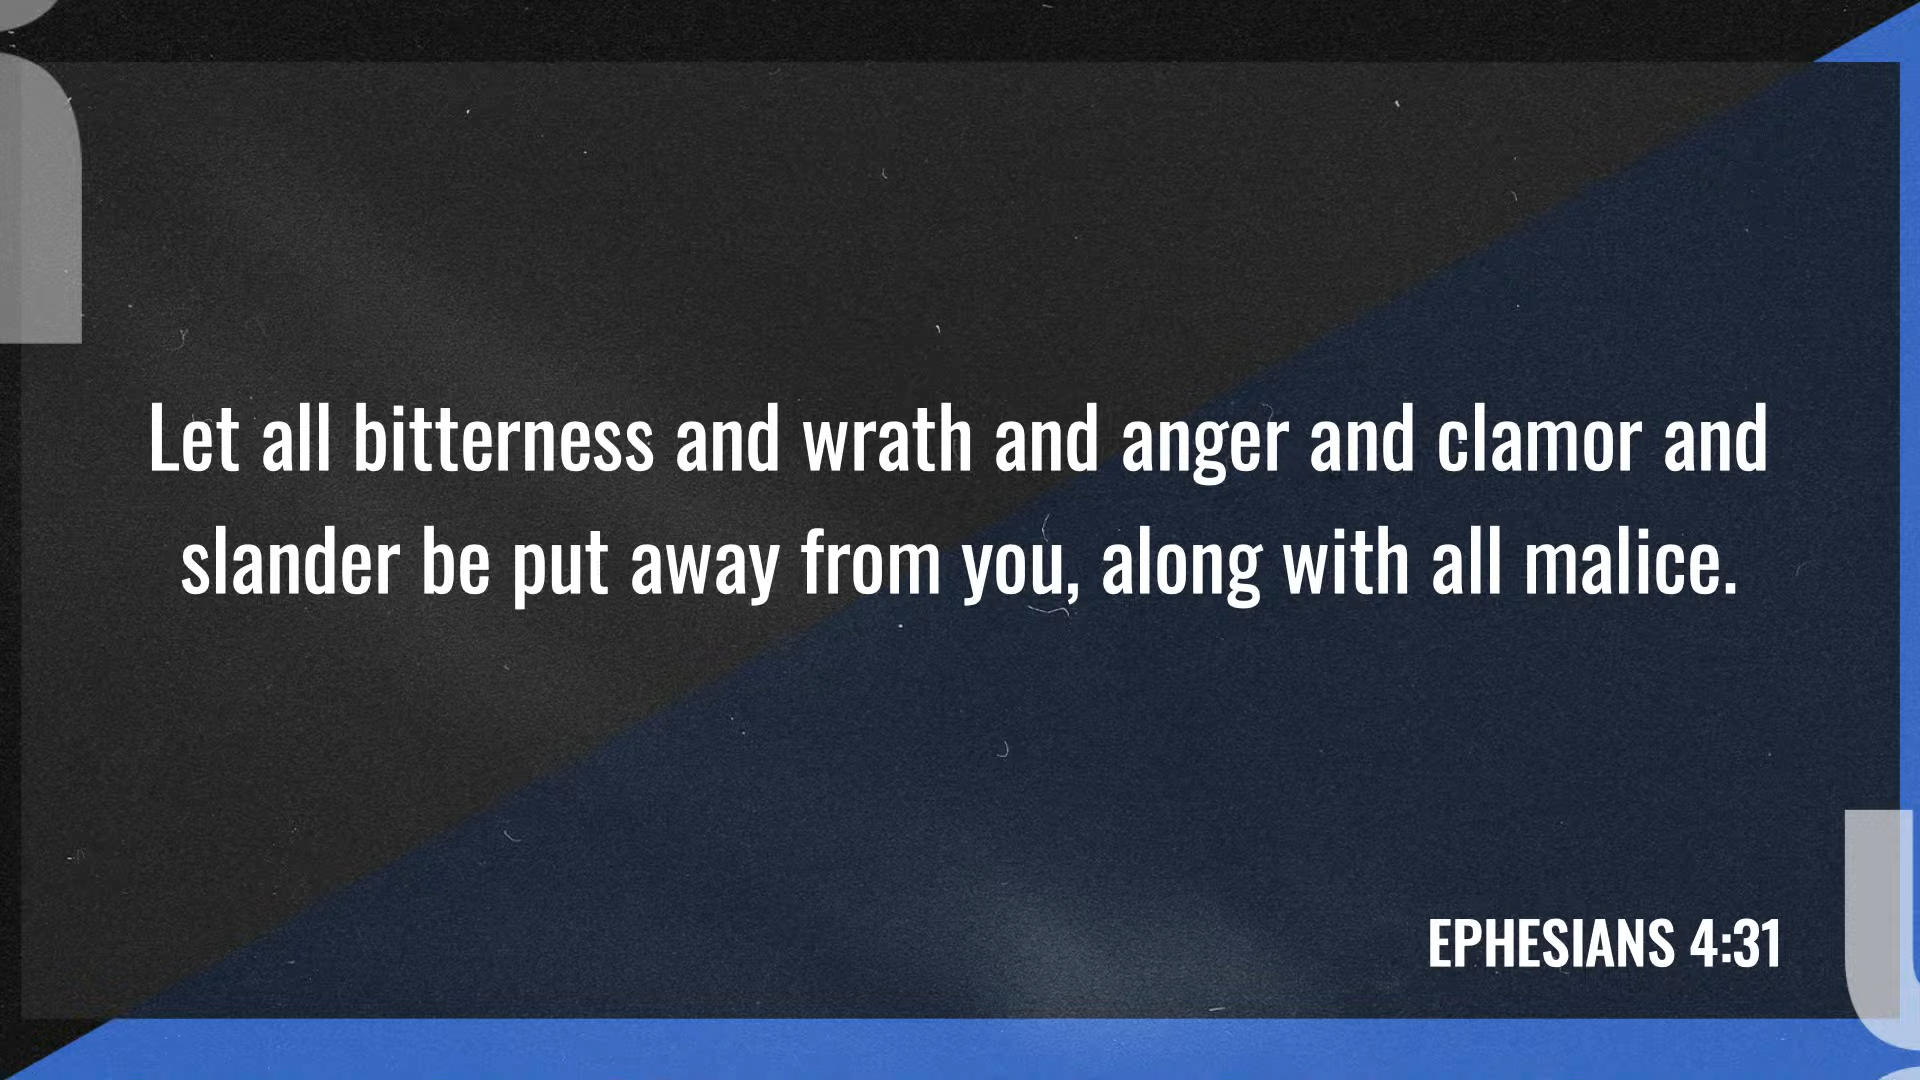 Let all bitterness and wrath and anger and clamor and
slander be put away from you, along with all malice.
EPHESIANS 4:31